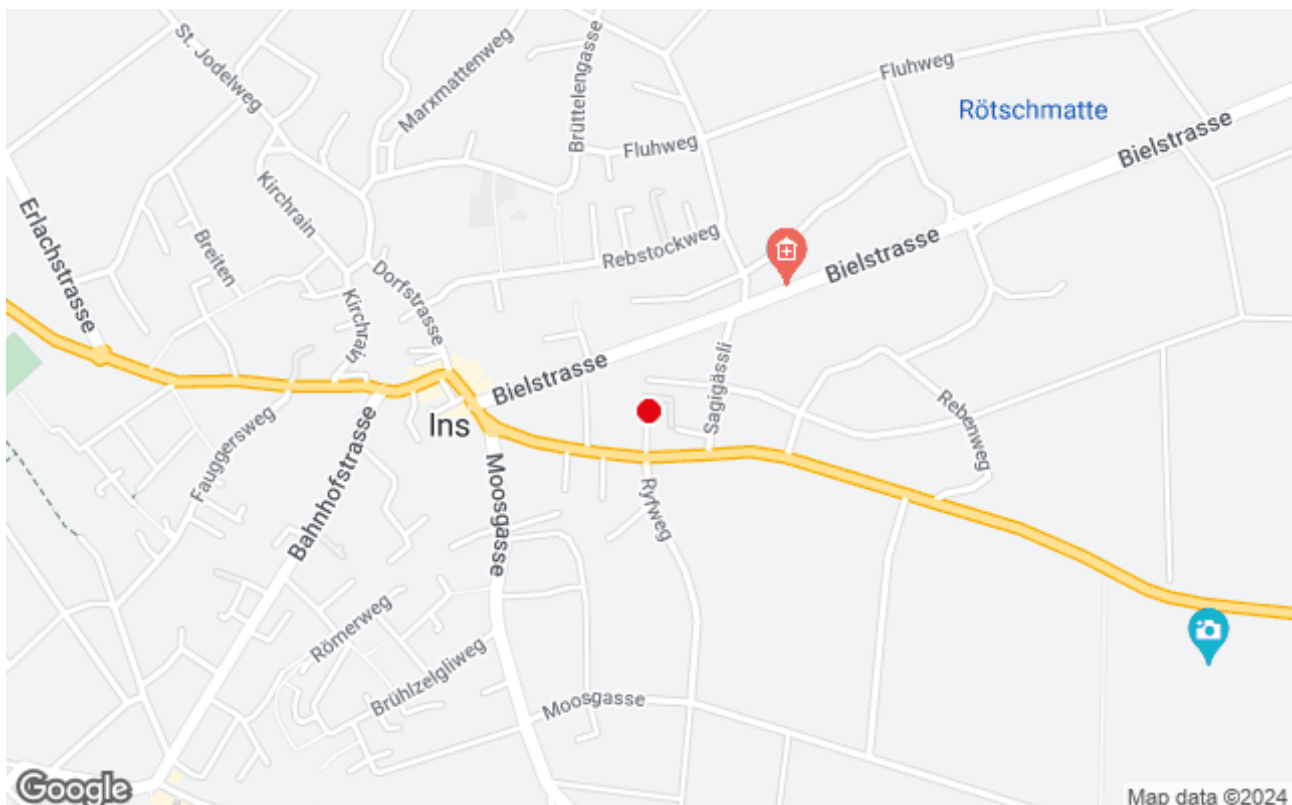 St. Jodelweg
Marxmattenweg
Brüttelengasse
Fluhweg
Rötschmatte
Bielstrasse
Fluhweg
Kirchrain
Erlachstrasse
Breiten
Dorfstrasse
Rebstockweg
Bielstrasse
Kirchrain
Bielstrasse
Sagigässli
Rebenweg
Ins
Fauggersweg
Bahnhofstrasse
Moosgasse
Ryfweg
Römerweg
Brühlzelgliweg
Moosgasse
Google
Map data ©2024